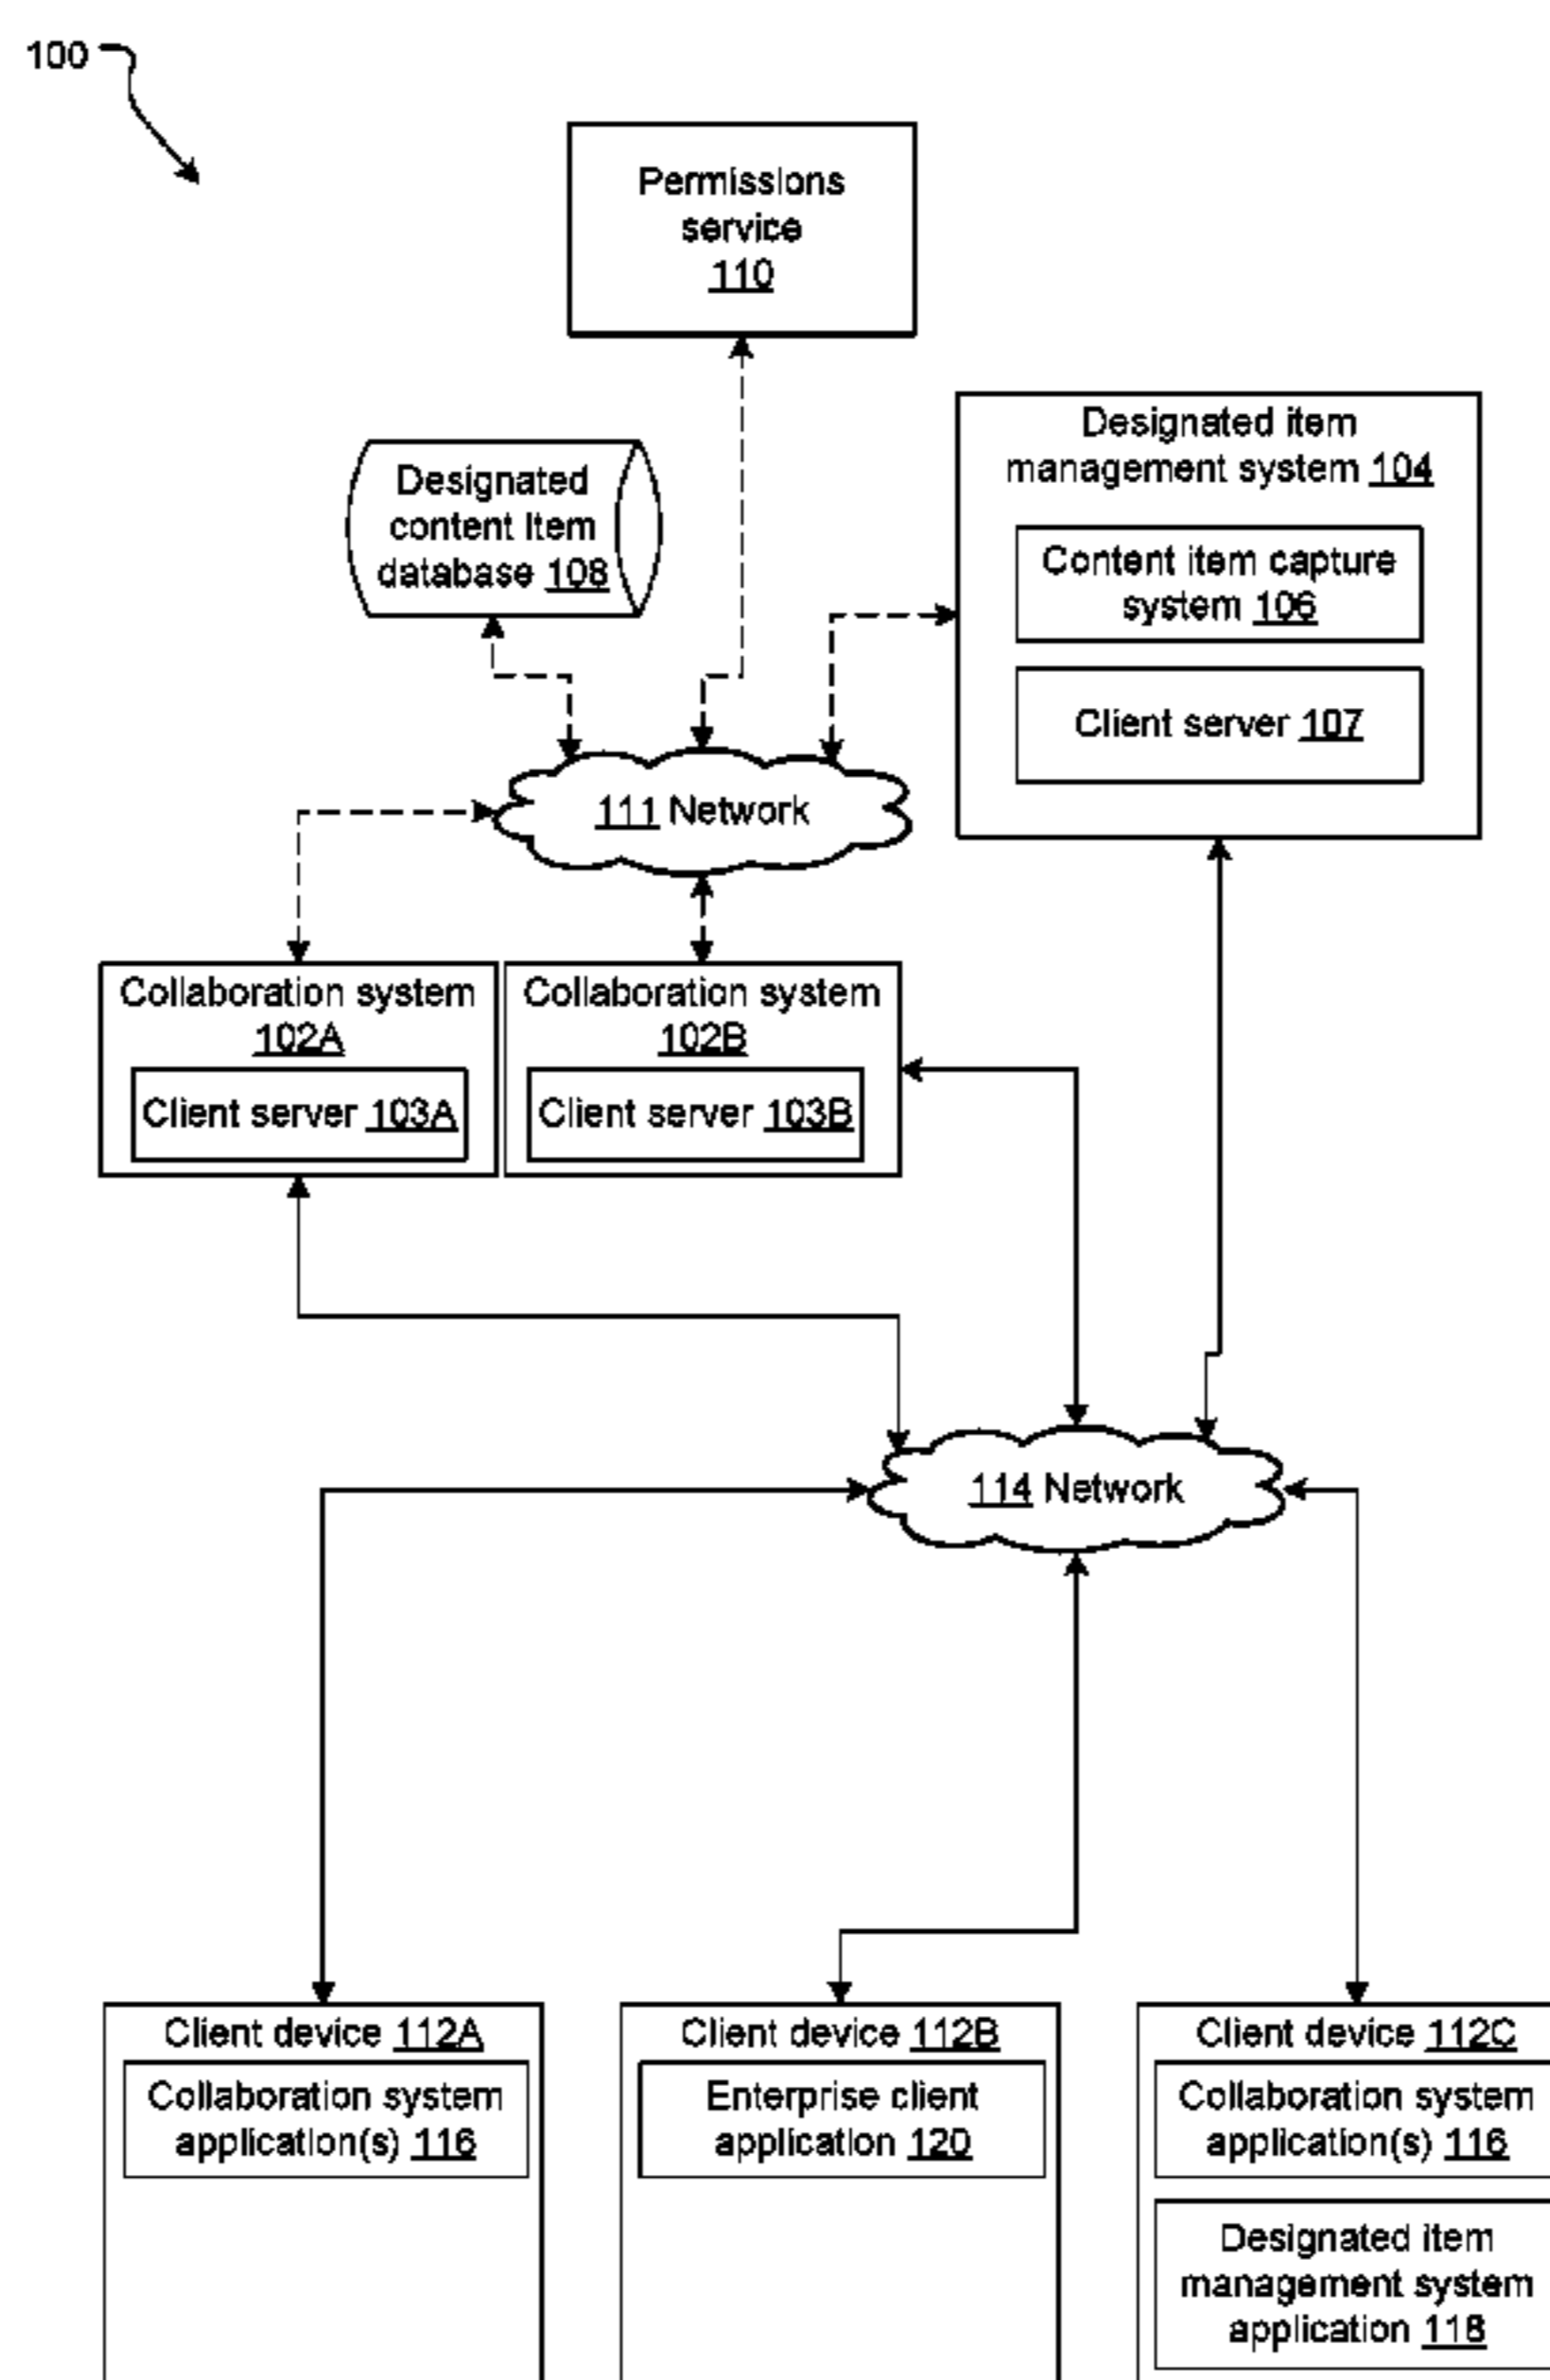 100
Permissions
service
110
Designated item
management system 104
Content item capture
system 106
Client server 107
Designated
content item
database 108
111 Network
Collaboration system
102A
Client server 103A
Collaboration system
102B
Client server 103B
114 Network
Client device 112A
Collaboration system
application(s) 116
Client device 112B
Enterprise client
application 120
Client device 112C
Collaboration system
application(s) 116
Designated item
management system
application 118